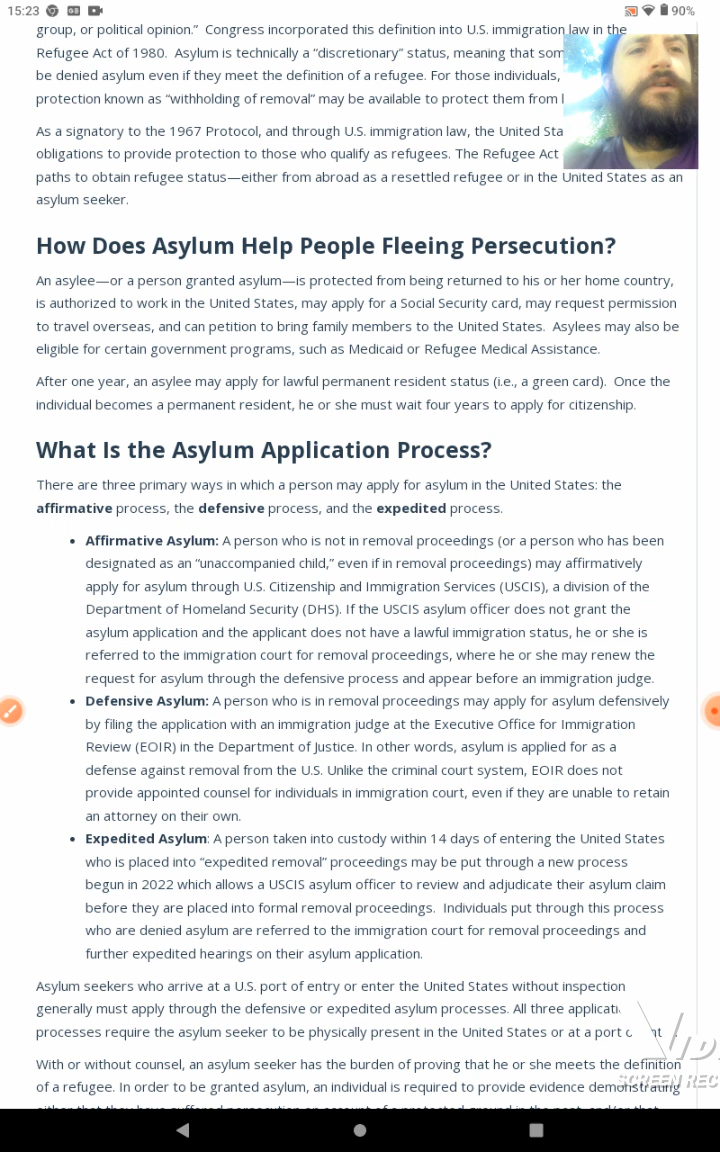 15:23
90%
group, or political opinion.” Congress incorporated this definition into U.S. immigration law in the
Refugee Act of 1980. Asylum is technically a “discretionary” status, meaning that som
be denied asylum even if they meet the definition of a refugee. For those individuals,
protection known as “withholding of removal” may be available to protect them from
As a signatory to the 1967 Protocol, and through U.S. immigration law, the United Sta
obligations to provide protection to those who qualify as refugees. The Refugee Act
paths to obtain refugee status—either from abroad as a resettled refugee or in the United States as an
asylum seeker.
How Does Asylum Help People Fleeing Persecution?
An asylee—or a person granted asylum—is protected from being returned to his or her home country,
is authorized to work in the United States, may apply for a Social Security card, may request permission
to travel overseas, and can petition to bring family members to the United States. Asylees may also be
eligible for certain government programs, such as Medicaid or Refugee Medical Assistance.
After one year, an asylee may apply for lawful permanent resident status (i.e., a green card). Once the
individual becomes a permanent resident, he or she must wait four years to apply for citizenship.
What Is the Asylum Application Process?
There are three primary ways in which a person may apply for asylum in the United States: the
affirmative process, the defensive process, and the expedited process.
• Affirmative Asylum: A person who is not in removal proceedings (or a person who has been
designated as an “unaccompanied child,” even if in removal proceedings) may affirmatively
apply for asylum through U.S. Citizenship and Immigration Services (USCIS), a division of the
Department of Homeland Security (DHS). If the USCIS asylum officer does not grant the
asylum application and the applicant does not have a lawful immigration status, he or she is
referred to the immigration court for removal proceedings, where he or she may renew the
request for asylum through the defensive process and appear before an immigration judge.
• Defensive Asylum: A person who is in removal proceedings may apply for asylum defensively
by filing the application with an immigration judge at the Executive Office for Immigration
Review (EOIR) in the Department of Justice. In other words, asylum is applied for as a
defense against removal from the U.S. Unlike the criminal court system, EOIR does not
provide appointed counsel for individuals in immigration court, even if they are unable to retain
an attorney on their own.
• Expedited Asylum: A person taken into custody within 14 days of entering the United States
who is placed into “expedited removal” proceedings may be put through a new process
begun in 2022 which allows a USCIS asylum officer to review and adjudicate their asylum claim
before they are placed into formal removal proceedings. Individuals put through this process
who are denied asylum are referred to the immigration court for removal proceedings and
further expedited hearings on their asylum application.
Asylum seekers who arrive at a U.S. port of entry or enter the United States without inspection
generally must apply through the defensive or expedited asylum processes. All three applicati
processes require the asylum seeker to be physically present in the United States or at a port
With or without counsel, an asylum seeker has the burden of proving that he or she meets the definition
of a refugee. In order to be granted asylum, an individual is required to provide evidence demonstrating
SCREEN REC